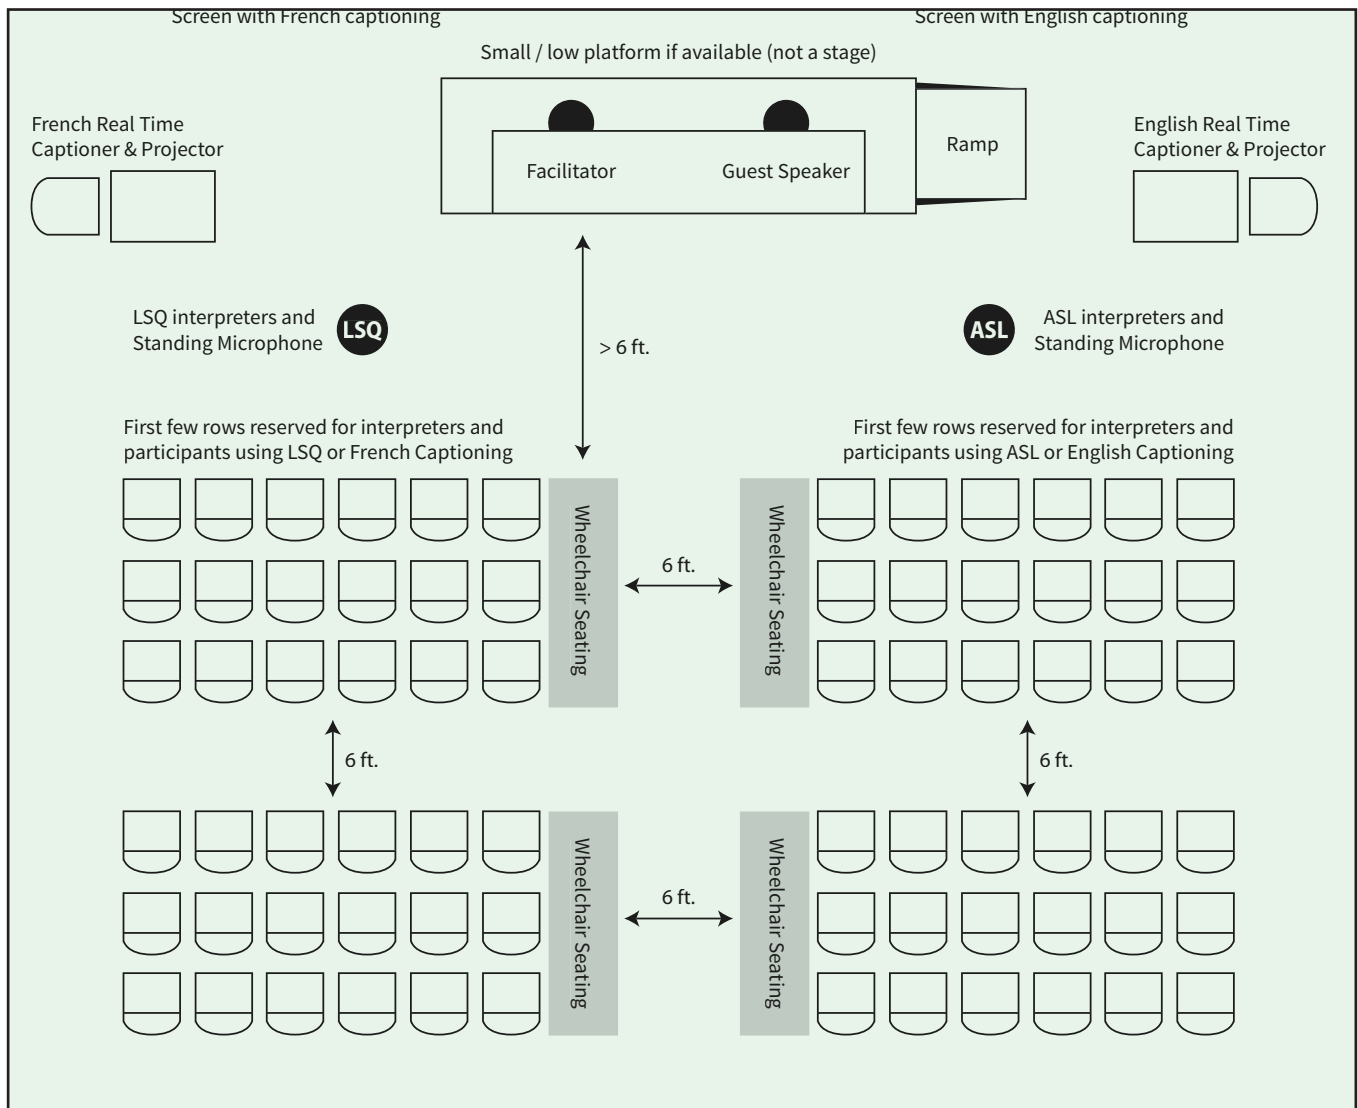 Screen with French captioning
Screen with English captioning
Small / low platform if available (not a stage)
French Real Time
Captioner & Projector
Facilitator
Guest Speaker
Ramp
English Real Time
Captioner & Projector
LSQ interpreters and
Standing Microphone
LSQ
> 6 ft.
ASL
ASL interpreters and
Standing Microphone
First few rows reserved for interpreters and
participants using LSQ or French Captioning
First few rows reserved for interpreters and
participants using ASL or English Captioning
Wheelchair Seating
6 ft.
Wheelchair Seating
6 ft.
6 ft.
Wheelchair Seating
6 ft.
Wheelchair Seating